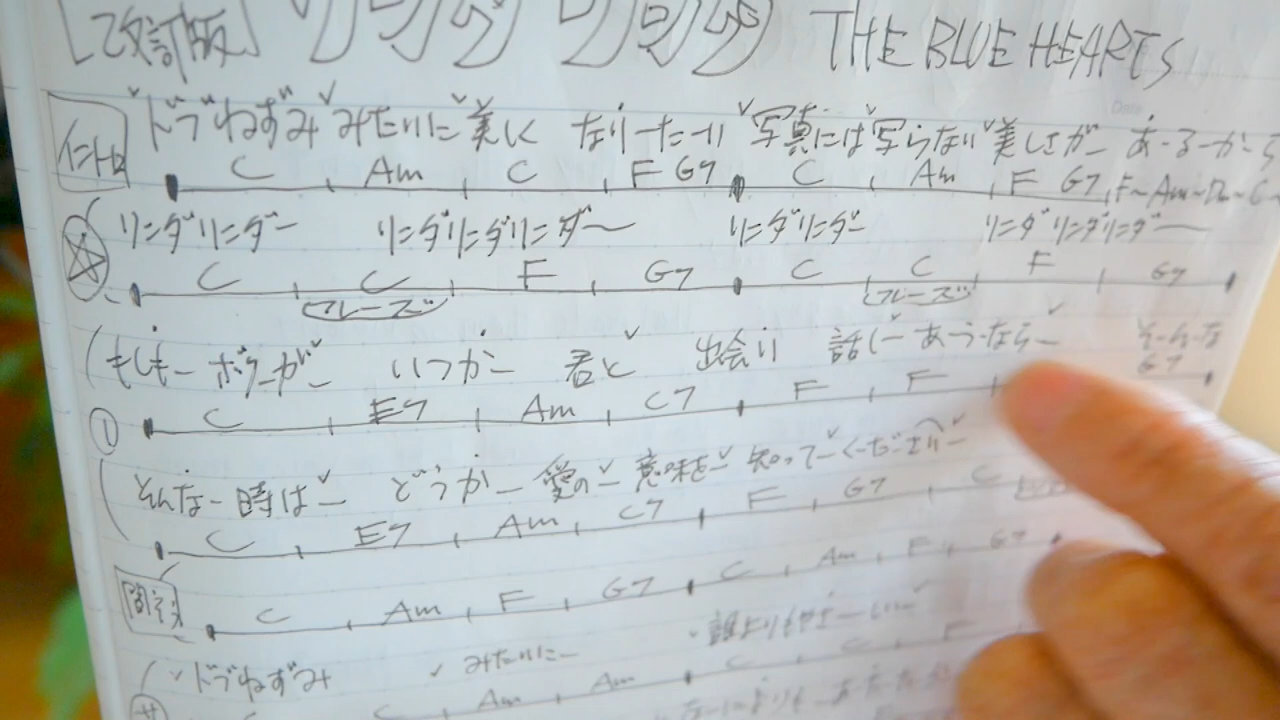 [改訂版] リンダ リンダ THE BLUE HEARTS
イントロ ドブねずみ みたいに 美しく なりーたーい 写真には 写らない 美しさがー あ-る-から
C Am C F G7 C Am F G7
リンダリンダー リンダリンダリンダー〜 リンダリンダー リンダリンダリンダー
C C F G7 C C F G7
フレーズ フレーズ
もしもー ボクーがー いつかー 君と 出会い 話しー あう-ならー そ-ん-な
① C E7 Am C7 F F G7
そんなー 時はー どうかー 愛のー 意味をー 知ってーく-だ-さいー
C E7 Am C7 F G7 C
間奏 C Am F G7 C Am F G7
ドブねずみ みたいにー 誰よりもやさーしいー
C C Am Am C C F